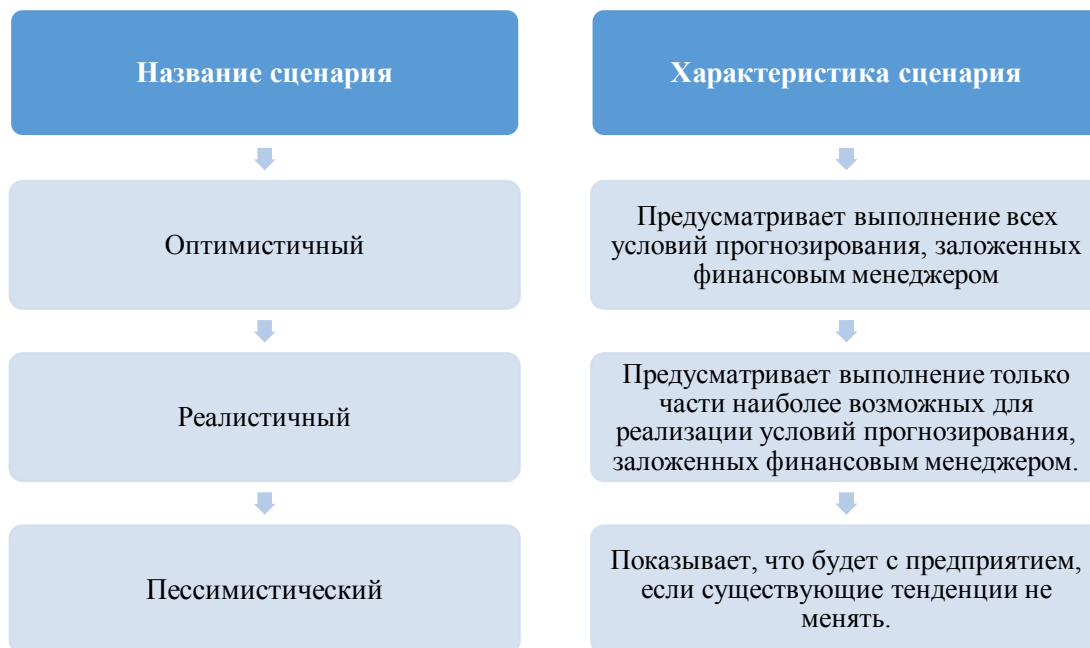 Название сценария
Характеристика сценария
Оптимистичный
Предусматривает выполнение всех
условий прогнозирования, заложенных
финансовым менеджером
Реалистичный
Предусматривает выполнение только
части наиболее возможных для
реализации условий прогнозирования,
заложенных финансовым менеджером.
Пессимистический
Показывает, что будет с предприятием,
если существующие тенденции не
менять.